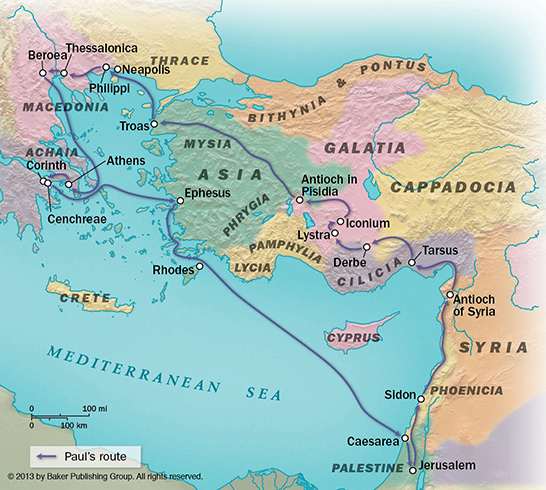 Thessalonica
Beroea
THRACE
Neapolis
Philippi
MACEDONIA
BITHYNIA & PONTUS
Troas
MYSIA
GALATIA
ACHAIA
Corinth
Athens
ASIA
Antioch in
Pisidia
CAPPADOCIA
Cenchreae
Ephesus
PHRYGIA
Iconium
Lystra
PAMPHYLIA
Derbe
Tarsus
LYCIA
CILICIA
Rhodes
CRETE
Antioch
of Syria
CYPRUS
SYRIA
MEDITERRANEAN SEA
Sidon
PHOENICIA
0 100 mi
0 100 km
Caesarea
Paul's route
PALESTINE
Jerusalem
© 2013 by Baker Publishing Group. All rights reserved.